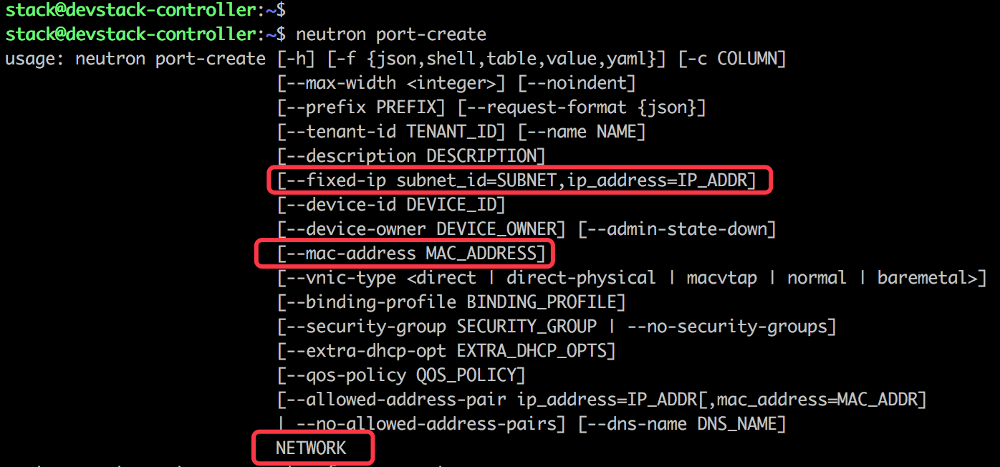 stack@devstack-controller:~$
stack@devstack-controller:~$ neutron port-create
usage: neutron port-create [-h] [-f {json,shell,table,value,yaml}] [-c COLUMN]
[--max-width <integer>] [--noindent]
[--prefix PREFIX] [--request-format {json}]
[--tenant-id TENANT_ID] [--name NAME]
[--description DESCRIPTION]
[--fixed-ip subnet_id=SUBNET,ip_address=IP_ADDR]
[--device-id DEVICE_ID]
[--device-owner DEVICE_OWNER] [--admin-state-down]
[--mac-address MAC_ADDRESS]
[--vnic-type <direct | direct-physical | macvtap | normal | baremetal>]
[--binding-profile BINDING_PROFILE]
[--security-group SECURITY_GROUP | --no-security-groups]
[--extra-dhcp-opt EXTRA_DHCP_OPTS]
[--qos-policy QOS_POLICY]
[--allowed-address-pair ip_address=IP_ADDR[,mac_address=MAC_ADDR]
| --no-allowed-address-pairs] [--dns-name DNS_NAME]
NETWORK